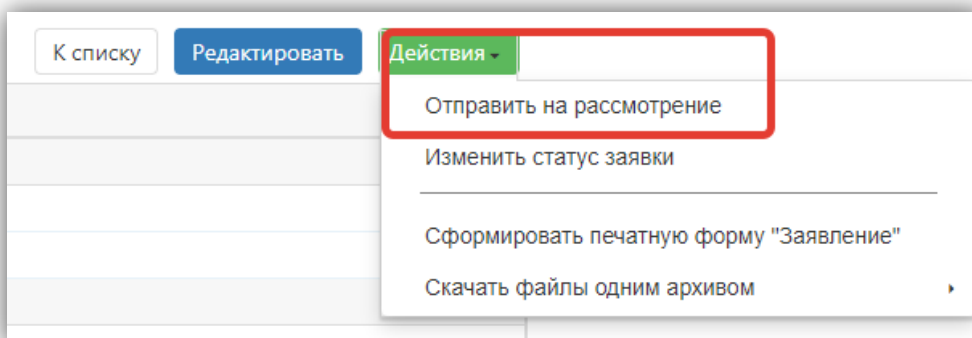 К списку Редактировать Действия
Отправить на рассмотрение
Изменить статус заявки
Сформировать печатную форму "Заявление"
Скачать файлы одним архивом